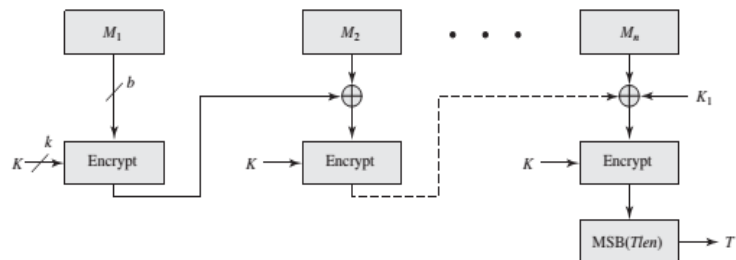 M₁ M₂ • • • Mₙ
b
K₁
k
K Encrypt K Encrypt K Encrypt
MSB(Tlen) T